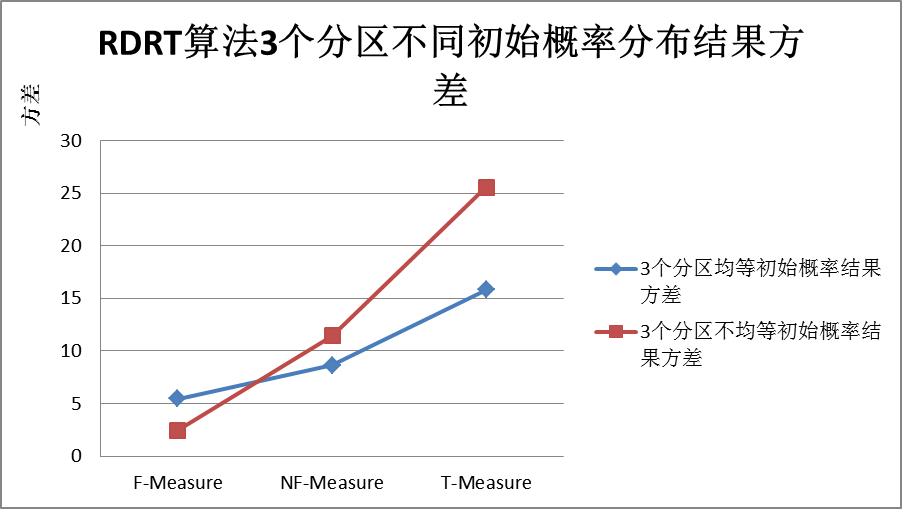 RDRT算法3个分区不同初始概率分布结果方
差
方差
30
25
20
15
10
5
0
F-Measure
NF-Measure
T-Measure
3个分区均等初始概率结果
方差
3个分区不均等初始概率结
果方差